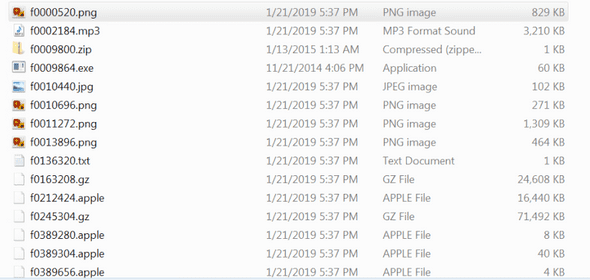 f0000520.png 1/21/2019 5:37 PM PNG image 829 KB
f0002184.mp3 1/21/2019 5:37 PM MP3 Format Sound 3,210 KB
f0009800.zip 1/13/2015 1:13 AM Compressed (zippe... 1 KB
f0009864.exe 11/21/2014 4:06 PM Application 60 KB
f0010440.jpg 1/21/2019 5:37 PM JPEG image 102 KB
f0010696.png 1/21/2019 5:37 PM PNG image 271 KB
f0011272.png 1/21/2019 5:37 PM PNG image 1,309 KB
f0013896.png 1/21/2019 5:37 PM PNG image 464 KB
f0136320.txt 1/21/2019 5:37 PM Text Document 1 KB
f0163208.gz 1/21/2019 5:37 PM GZ File 24,608 KB
f0212424.apple 1/21/2019 5:37 PM APPLE File 16,440 KB
f0245304.gz 1/21/2019 5:37 PM GZ File 71,492 KB
f0389280.apple 1/21/2019 5:37 PM APPLE File 8 KB
f0389304.apple 1/21/2019 5:37 PM APPLE File 40 KB
f0389656.apple 1/21/2019 5:37 PM APPLE File 4 KB